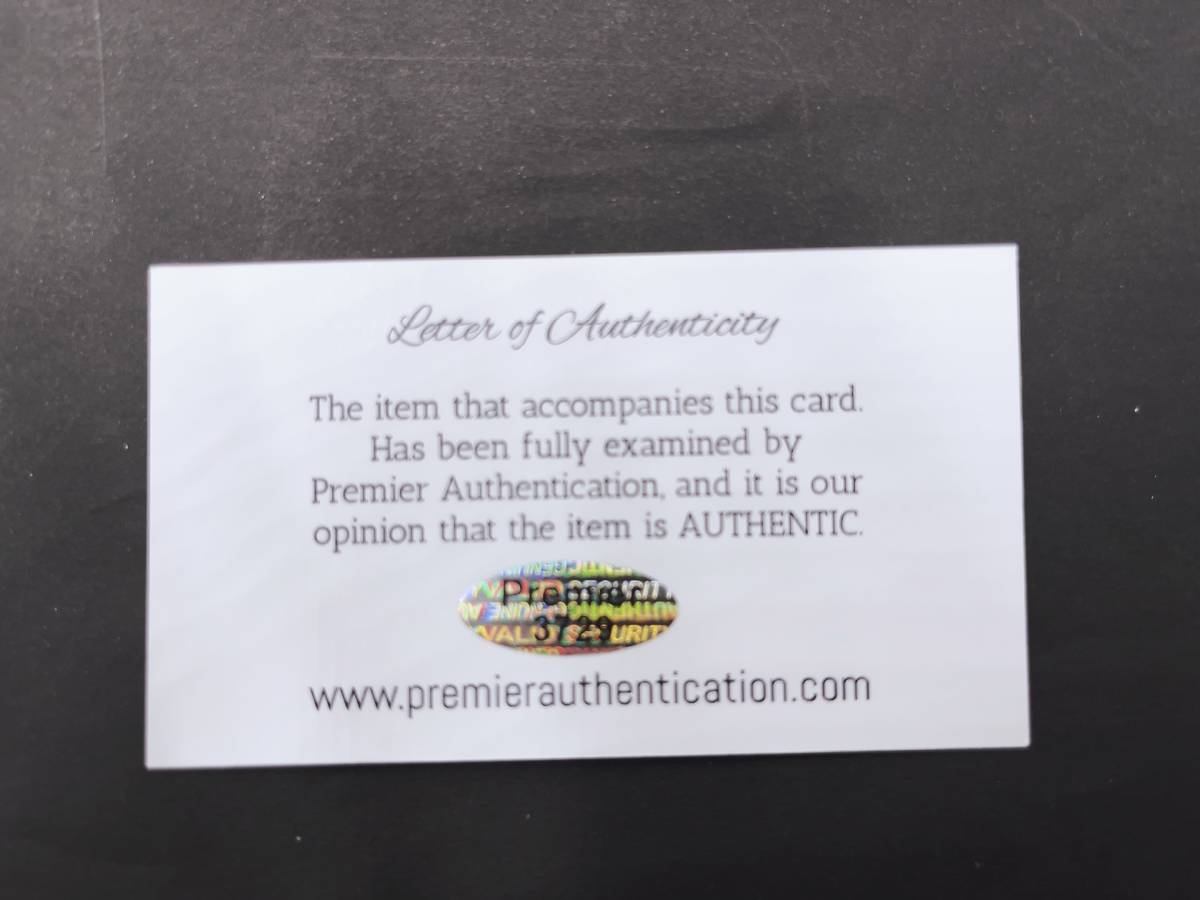 Letter of Authenticity
The item that accompanies this card.
Has been fully examined by
Premier Authentication, and it is our
opinion that the item is AUTHENTIC.
Premier
www.premierauthentication.com